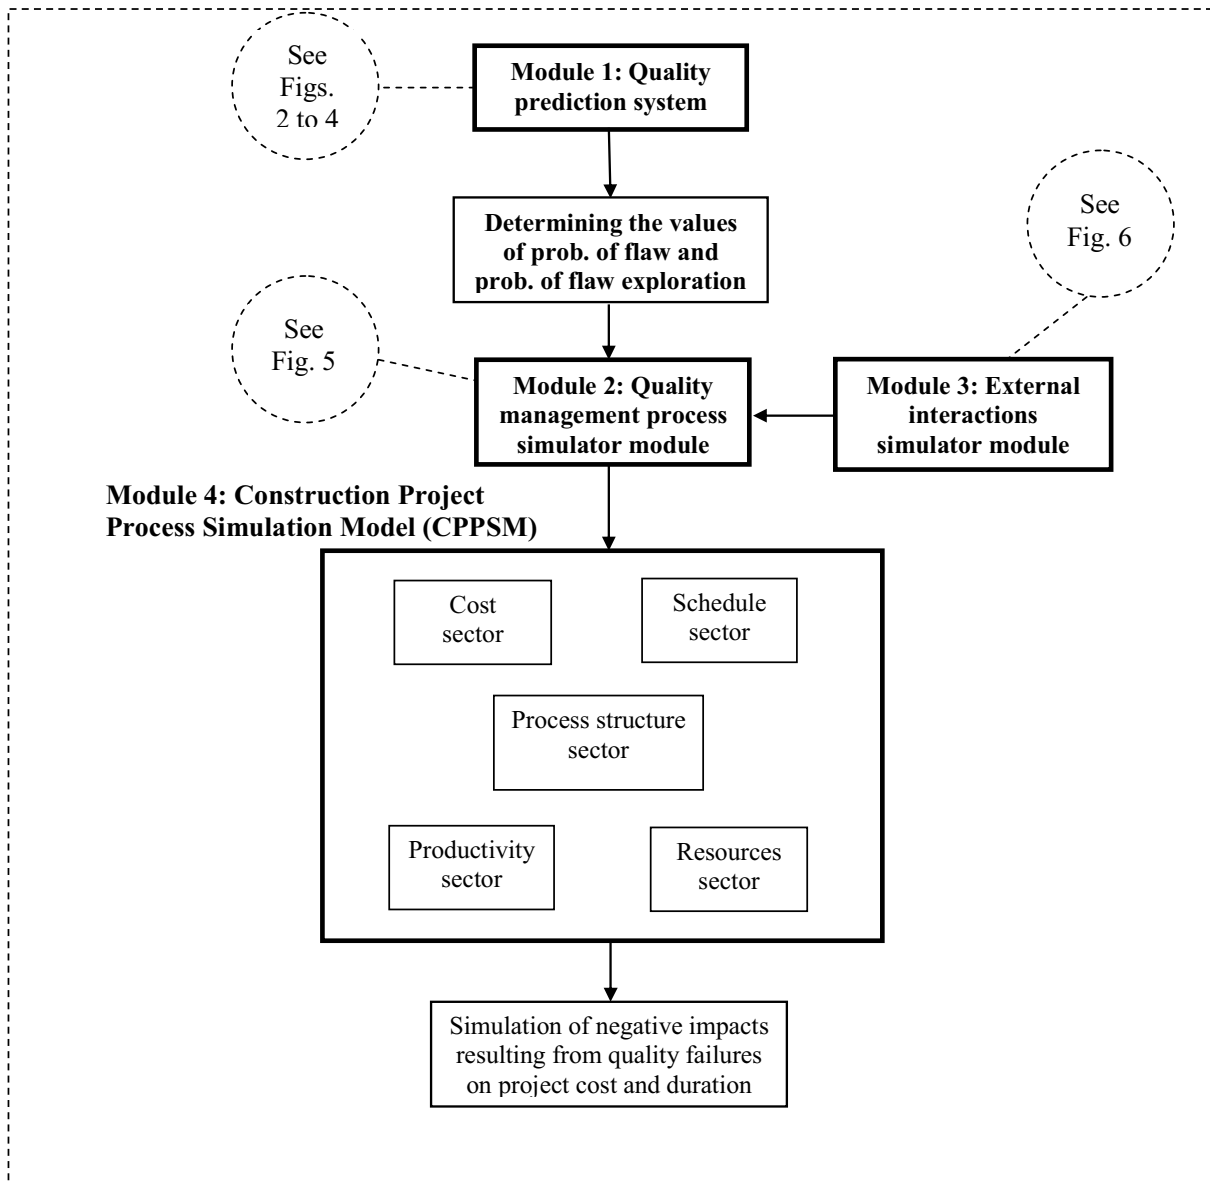 See
Figs.
2 to 4
Module 1: Quality
prediction system
Determining the values
of prob. of flaw and
prob. of flaw exploration
See
Fig. 6
See
Fig. 5
Module 2: Quality
management process
simulator module
Module 3: External
interactions
simulator module
Module 4: Construction Project
Process Simulation Model (CPPSM)
Cost
sector
Schedule
sector
Process structure
sector
Productivity
sector
Resources
sector
Simulation of negative impacts
resulting from quality failures
on project cost and duration